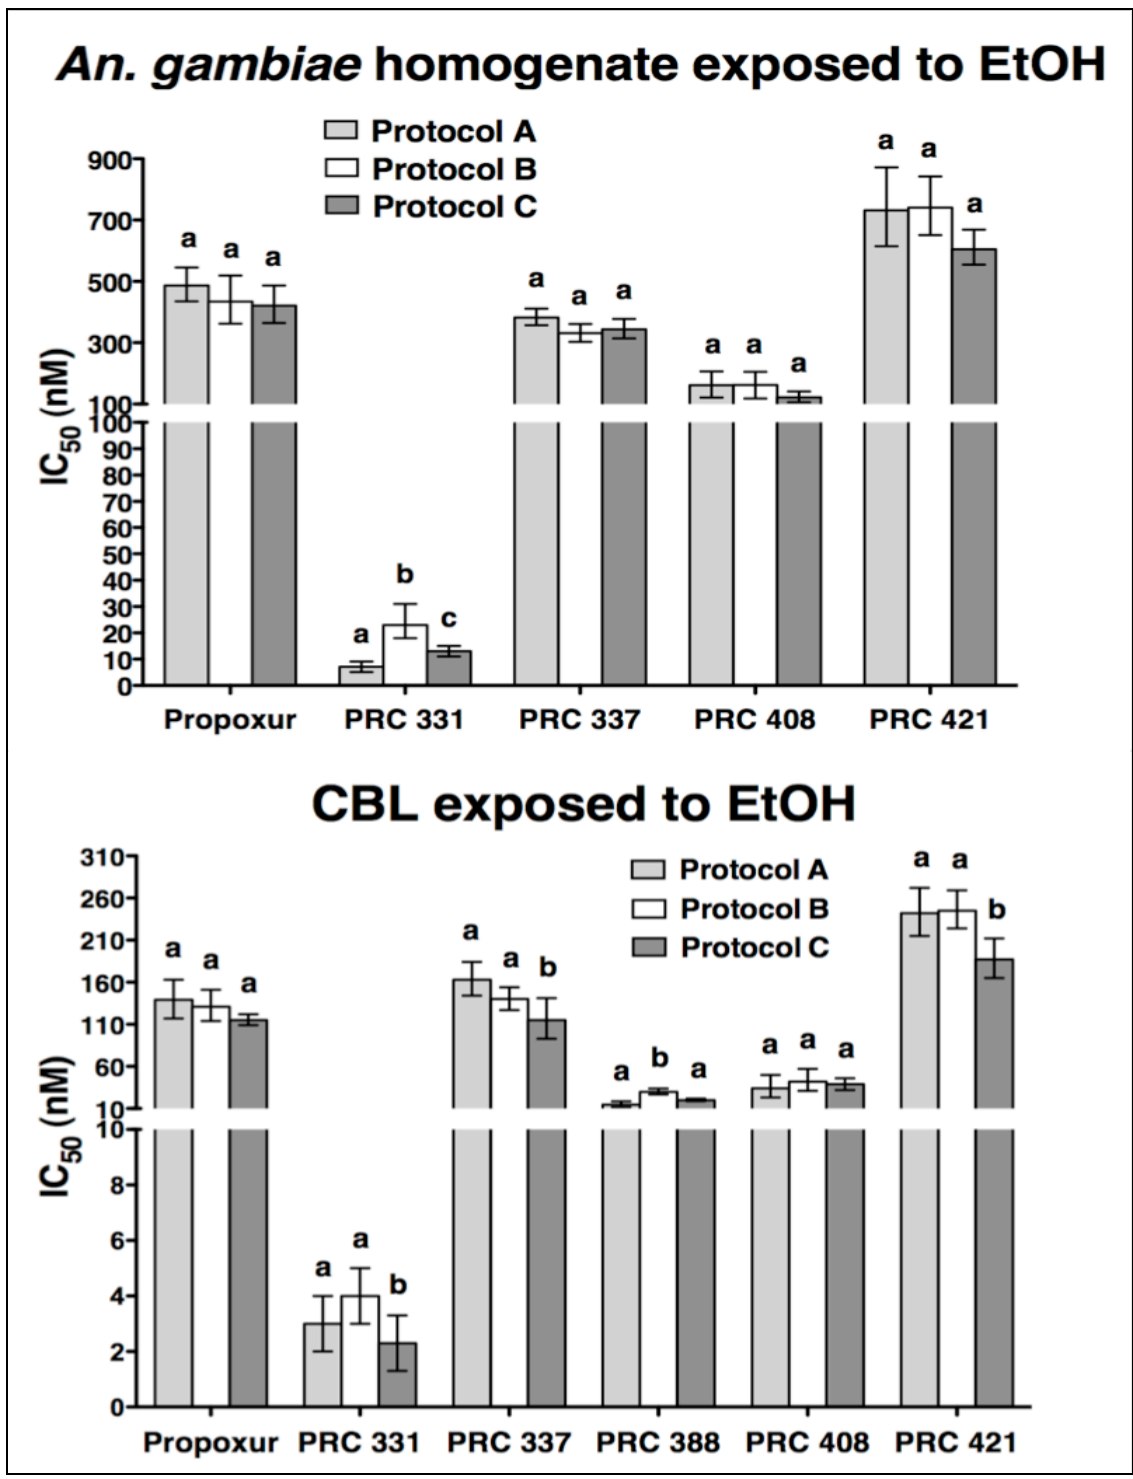 An. gambiae homogenate exposed to EtOH
Protocol A
Protocol B
Protocol C
900
700
500
300
100
100
90
80
70
60
50
40
30
20
10
0
IC50 (nM)
a a a
a b c
a a a
a a a
a a a
Propoxur PRC 331 PRC 337 PRC 408 PRC 421
CBL exposed to EtOH
Protocol A
Protocol B
Protocol C
310
260
210
160
110
60
10
10
8
6
4
2
0
IC50 (nM)
a a a
a a b
a a b
a b a
a a a
a a b
Propoxur PRC 331 PRC 337 PRC 388 PRC 408 PRC 421